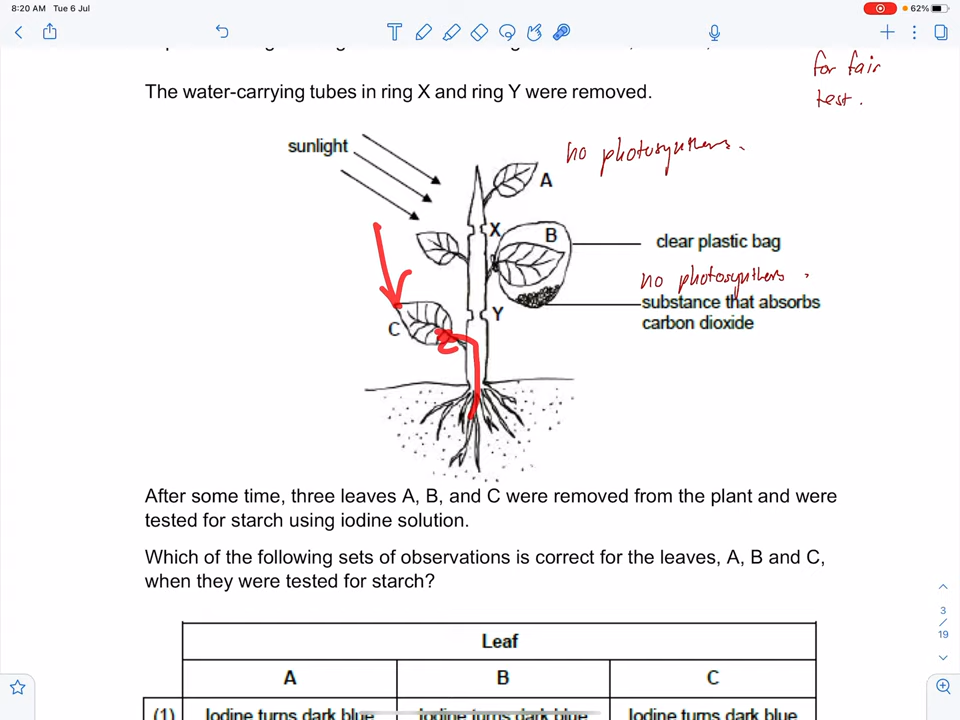 8:20 AM Tue 6 Jul
62%
for fair
test.
The water-carrying tubes in ring X and ring Y were removed.
sunlight
no photosynthesis.
A
X
B
clear plastic bag
no photosynthesis.
substance that absorbs
carbon dioxide
Y
C
After some time, three leaves A, B, and C were removed from the plant and were
tested for starch using iodine solution.
Which of the following sets of observations is correct for the leaves, A, B and C,
when they were tested for starch?
3
/
19
Leaf
A B C
(1) Iodine turns dark blue Iodine turns dark blue Iodine turns dark blue